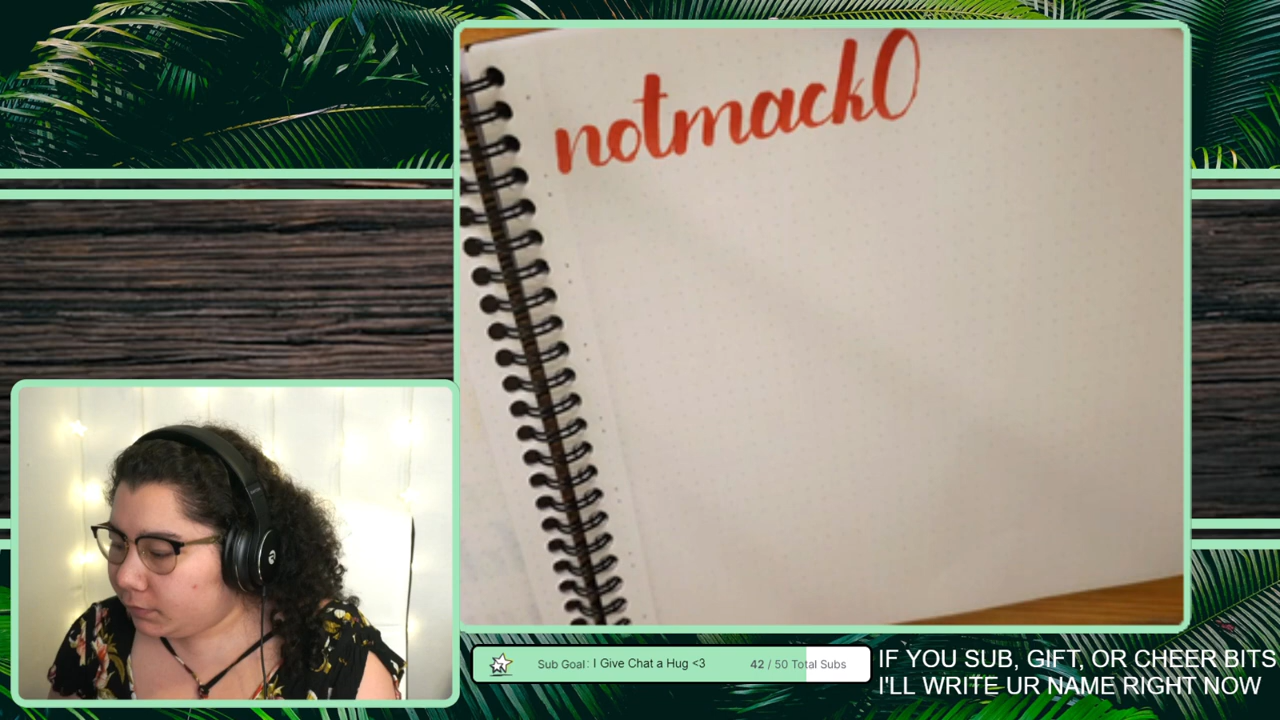 notmack0
Sub Goal: I Give Chat a Hug <3 42 / 50 Total Subs
IF YOU SUB, GIFT, OR CHEER BITS
I'LL WRITE UR NAME RIGHT NOW